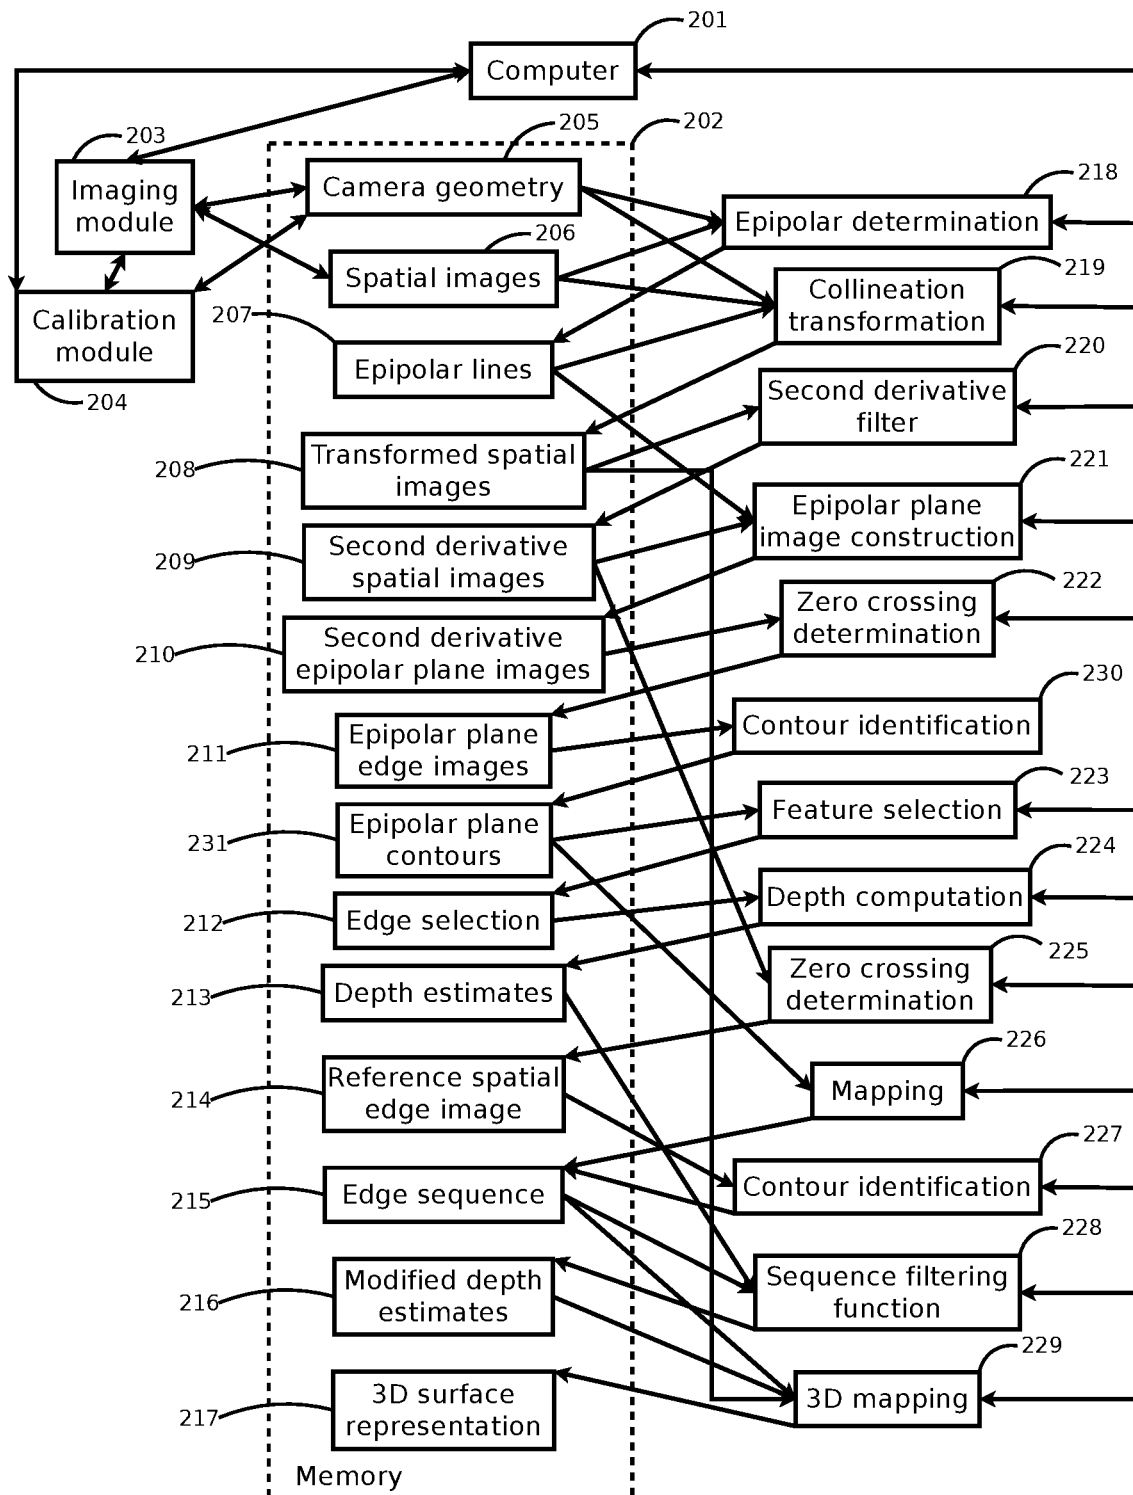 201
Computer
203
205
202
Imaging
module
Camera geometry
218
Epipolar determination
206
Spatial images
219
Collineation
transformation
Calibration
module
204
207
Epipolar lines
220
Second derivative
filter
208
Transformed spatial
images
221
Epipolar plane
image construction
209
Second derivative
spatial images
222
Zero crossing
determination
210
Second derivative
epipolar plane images
230
Contour identification
211
Epipolar plane
edge images
223
Feature selection
231
Epipolar plane
contours
224
Depth computation
212
Edge selection
225
Zero crossing
determination
213
Depth estimates
226
Mapping
214
Reference spatial
edge image
227
Contour identification
215
Edge sequence
228
Sequence filtering
function
216
Modified depth
estimates
229
3D mapping
217
3D surface
representation
Memory